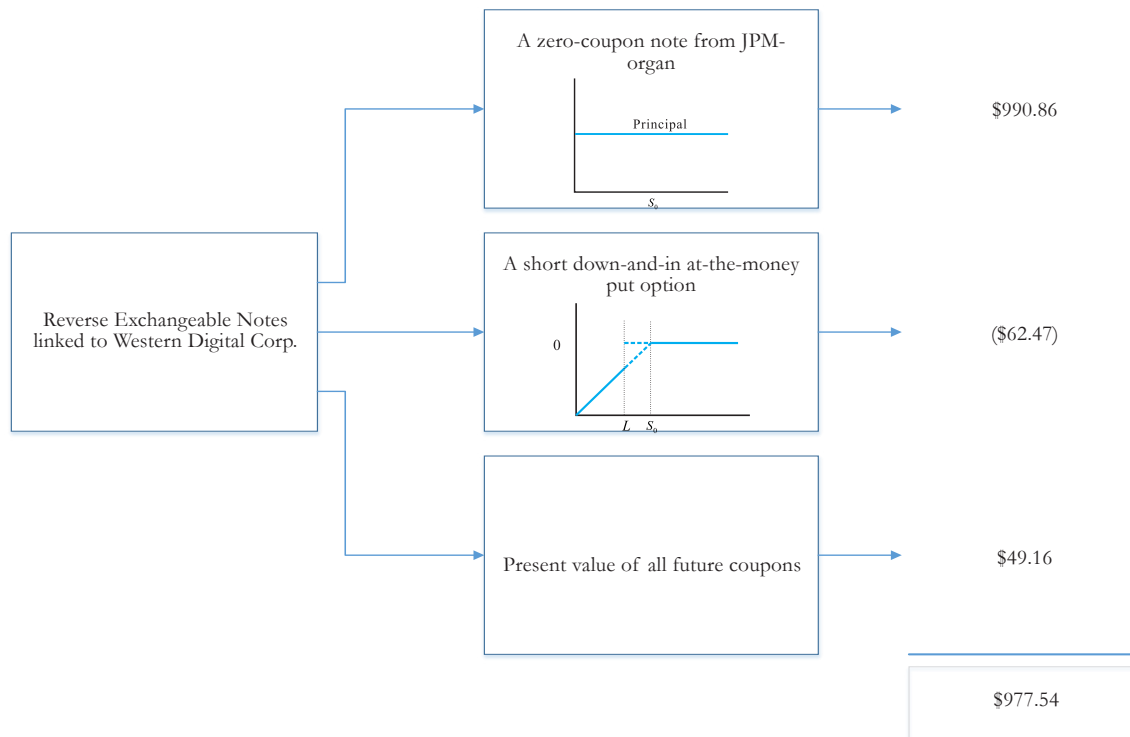 A zero-coupon note from JPM-
organ
Principal
S₀
$990.86
Reverse Exchangeable Notes
linked to Western Digital Corp.
A short down-and-in at-the-money
put option
0
L S₀
($62.47)
Present value of all future coupons
$49.16
$977.54